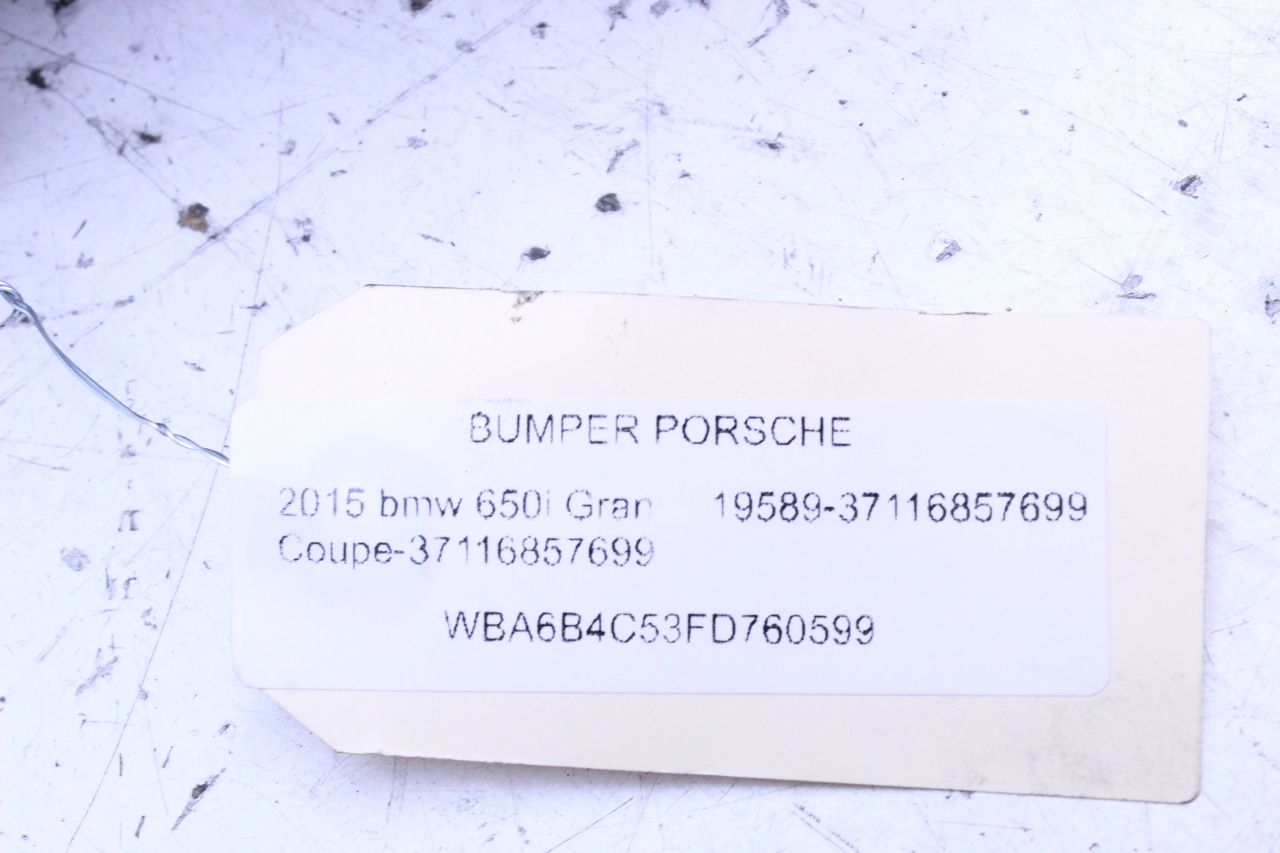 BUMPER PORSCHE
2015 bmw 650i Gran 19589-37116857699
Coupe-37116857699
WBA6B4C53FD760599